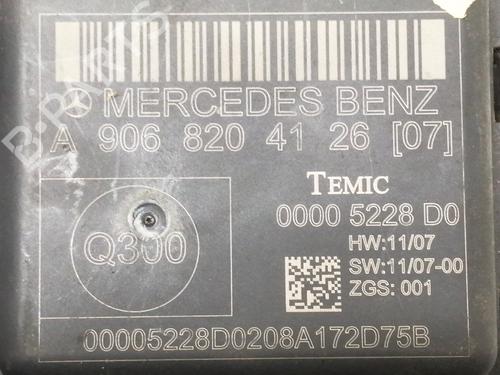 MERCEDES BENZ
A 906 820 41 26 [07]
TEMIC
0000 5228 D0
Q300
HW:11/07
SW:11/07-00
ZGS: 001
00005228D0208A172D75B
B-PARTS